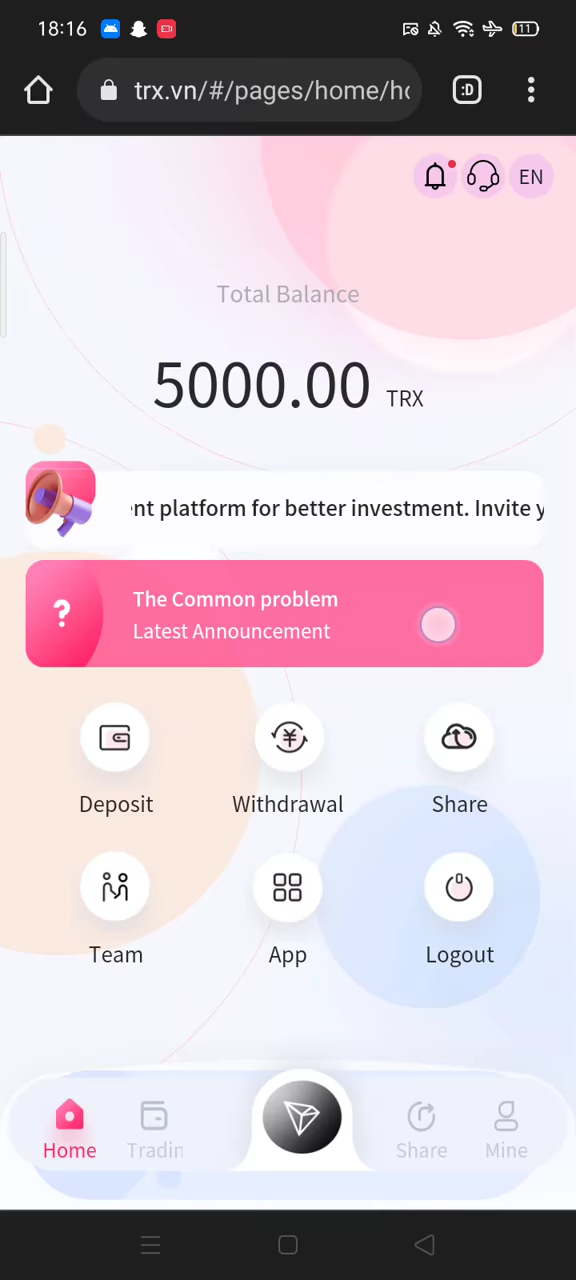 18:16
11
trx.vn/#/pages/home/ho
:D
EN
Total Balance
5000.00 TRX
ent platform for better investment. Invite y
?
The Common problem
Latest Announcement
Deposit
Withdrawal
Share
Team
App
Logout
Home
Tradin
Share
Mine